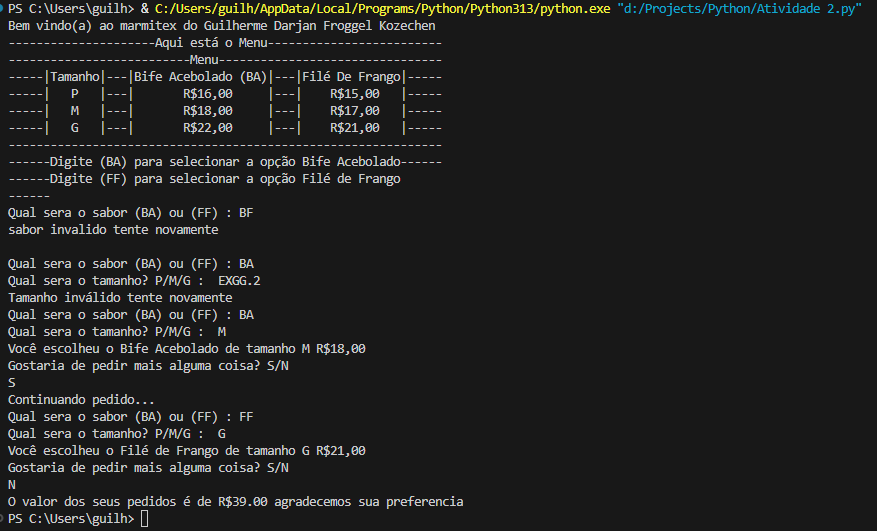 PS C:\Users\guilh> & C:/Users/guilh/AppData/Local/Programs/Python/Python313/python.exe "d:/Projects/Python/Atividade 2.py"
Bem vindo(a) ao marmitex do Guilherme Darjan Froggel Kozechen
---------------------Aqui está o Menu-------------------------
--------------------------Menu--------------------------------
-----|Tamanho|---|Bife Acebolado (BA)|---|Filé De Frango|-----
-----|   P   |---|       R$16,00     |---|    R$15,00   |-----
-----|   M   |---|       R$18,00     |---|    R$17,00   |-----
-----|   G   |---|       R$22,00     |---|    R$21,00   |-----
--------------------------------------------------------------
------Digite (BA) para selecionar a opção Bife Acebolado------
------Digite (FF) para selecionar a opção Filé de Frango
------
Qual sera o sabor (BA) ou (FF) : BF
sabor invalido tente novamente

Qual sera o sabor (BA) ou (FF) : BA
Qual sera o tamanho? P/M/G :  EXGG.2
Tamanho inválido tente novamente
Qual sera o sabor (BA) ou (FF) : BA
Qual sera o tamanho? P/M/G :  M
Você escolheu o Bife Acebolado de tamanho M R$18,00
Gostaria de pedir mais alguma coisa? S/N
S
Continuando pedido...
Qual sera o sabor (BA) ou (FF) : FF
Qual sera o tamanho? P/M/G :  G
Você escolheu o Filé de Frango de tamanho G R$21,00
Gostaria de pedir mais alguma coisa? S/N
N
O valor dos seus pedidos é de R$39.00 agradecemos sua preferencia
PS C:\Users\guilh>